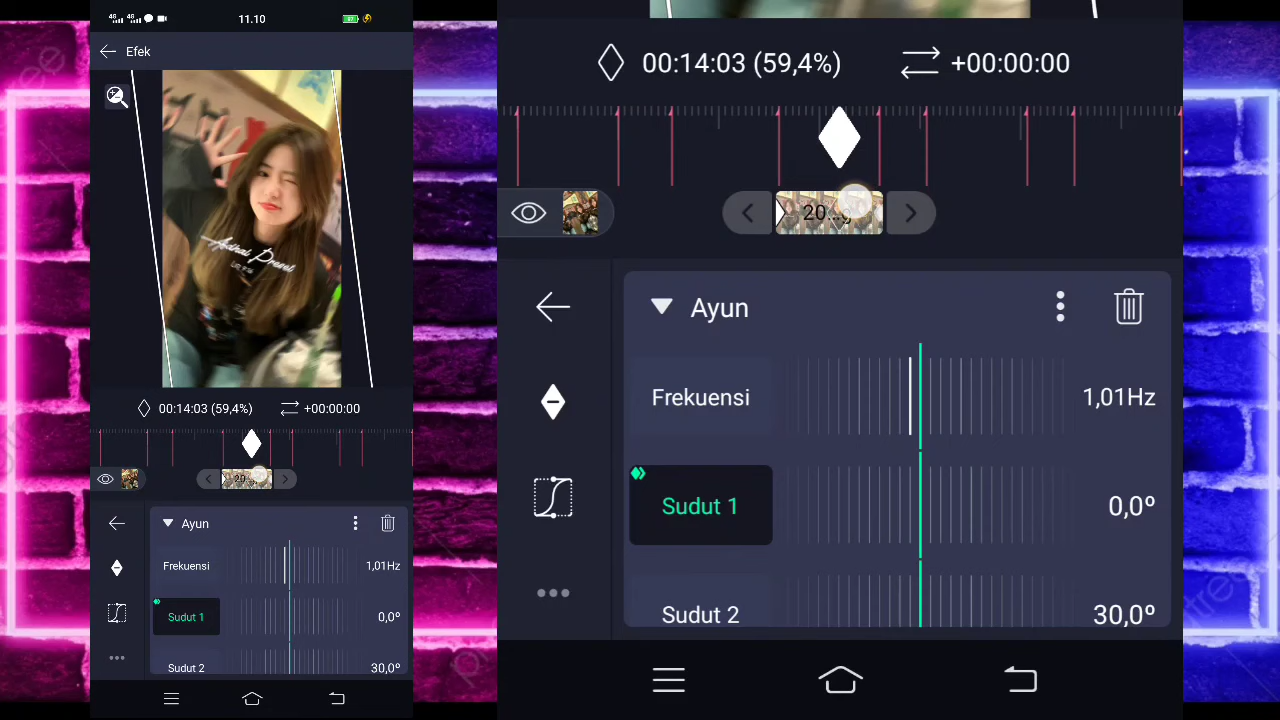 11.10
Efek
00:14:03 (59,4%)
+00:00:00
Ayun
Frekuensi
1,01Hz
Sudut 1
0,0º
Sudut 2
30,0º
00:14:03 (59,4%)
+00:00:00
20...g
Ayun
Frekuensi
1,01Hz
Sudut 1
0,0º
Sudut 2
30,0º